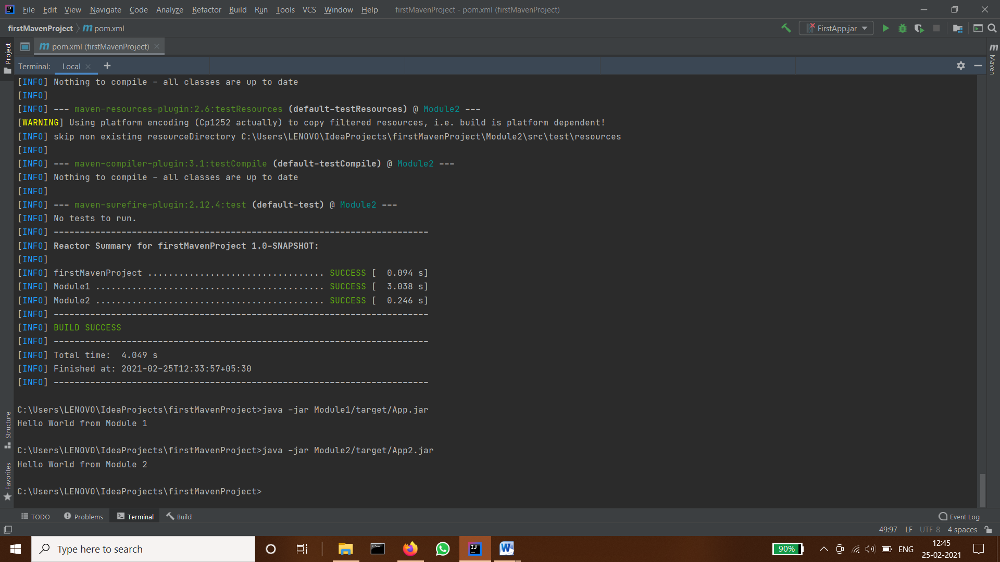 File Edit View Navigate Code Analyze Refactor Build Run Tools VCS Window Help firstMavenProject - pom.xml (firstMavenProject)
firstMavenProject m pom.xml FirstApp.jar
m pom.xml (firstMavenProject)
Project
Maven
Terminal: Local +
[INFO] Nothing to compile - all classes are up to date
[INFO]
[INFO] --- maven-resources-plugin:2.6:testResources (default-testResources) @ Module2 ---
[WARNING] Using platform encoding (Cp1252 actually) to copy filtered resources, i.e. build is platform dependent!
[INFO] skip non existing resourceDirectory C:\Users\LENOVO\IdeaProjects\firstMavenProject\Module2\src\test\resources
[INFO]
[INFO] --- maven-compiler-plugin:3.1:testCompile (default-testCompile) @ Module2 ---
[INFO] Nothing to compile - all classes are up to date
[INFO]
[INFO] --- maven-surefire-plugin:2.12.4:test (default-test) @ Module2 ---
[INFO] No tests to run.
[INFO] ------------------------------------------------------------------------
[INFO] Reactor Summary for firstMavenProject 1.0-SNAPSHOT:
[INFO]
[INFO] firstMavenProject .................................. SUCCESS [  0.094 s]
[INFO] Module1 ............................................ SUCCESS [  3.038 s]
[INFO] Module2 ............................................ SUCCESS [  0.246 s]
[INFO] ------------------------------------------------------------------------
[INFO] BUILD SUCCESS
[INFO] ------------------------------------------------------------------------
[INFO] Total time:  4.049 s
[INFO] Finished at: 2021-02-25T12:33:57+05:30
[INFO] ------------------------------------------------------------------------
C:\Users\LENOVO\IdeaProjects\firstMavenProject>java -jar Module1/target/App.jar
Hello World from Module 1
C:\Users\LENOVO\IdeaProjects\firstMavenProject>java -jar Module2/target/App2.jar
Hello World from Module 2
C:\Users\LENOVO\IdeaProjects\firstMavenProject>
Structure
Favorites
TODO Problems Terminal Build Event Log
49:97 LF UTF-8 4 spaces
Type here to search 90% ENG 12:45
25-02-2021